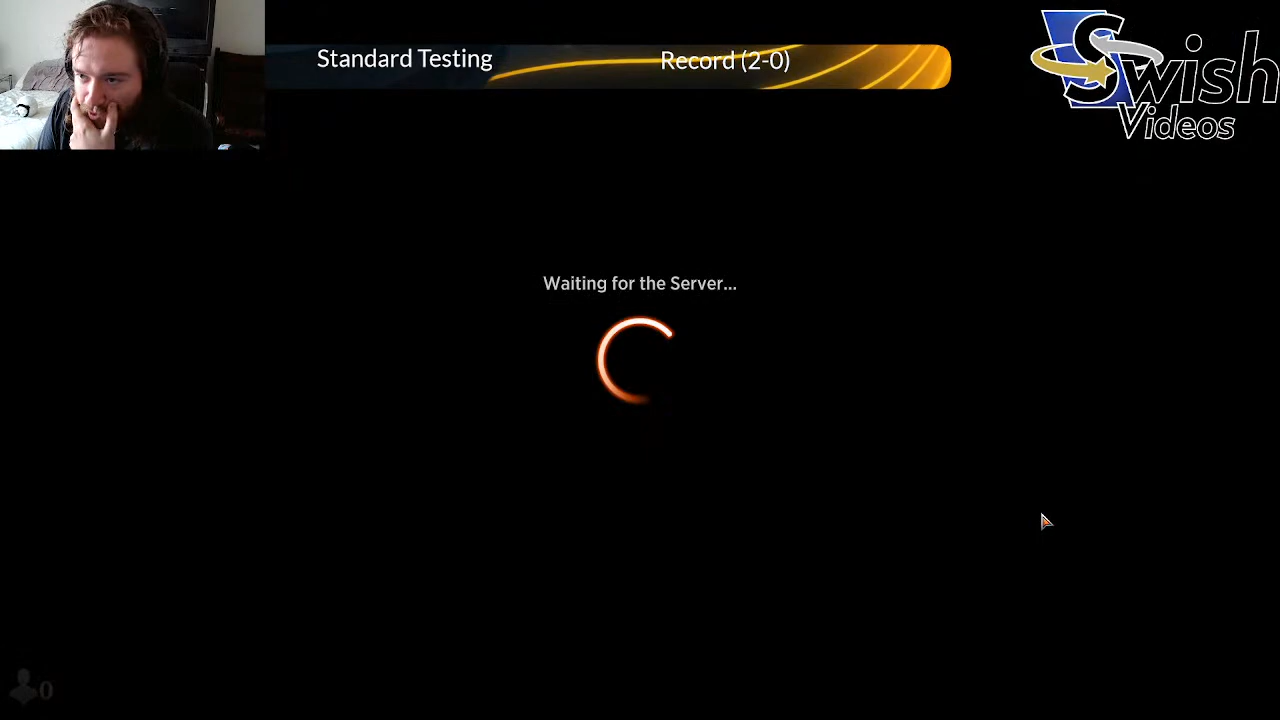 Standard Testing
Record (2-0)
Swish
Videos
Waiting for the Server...
0